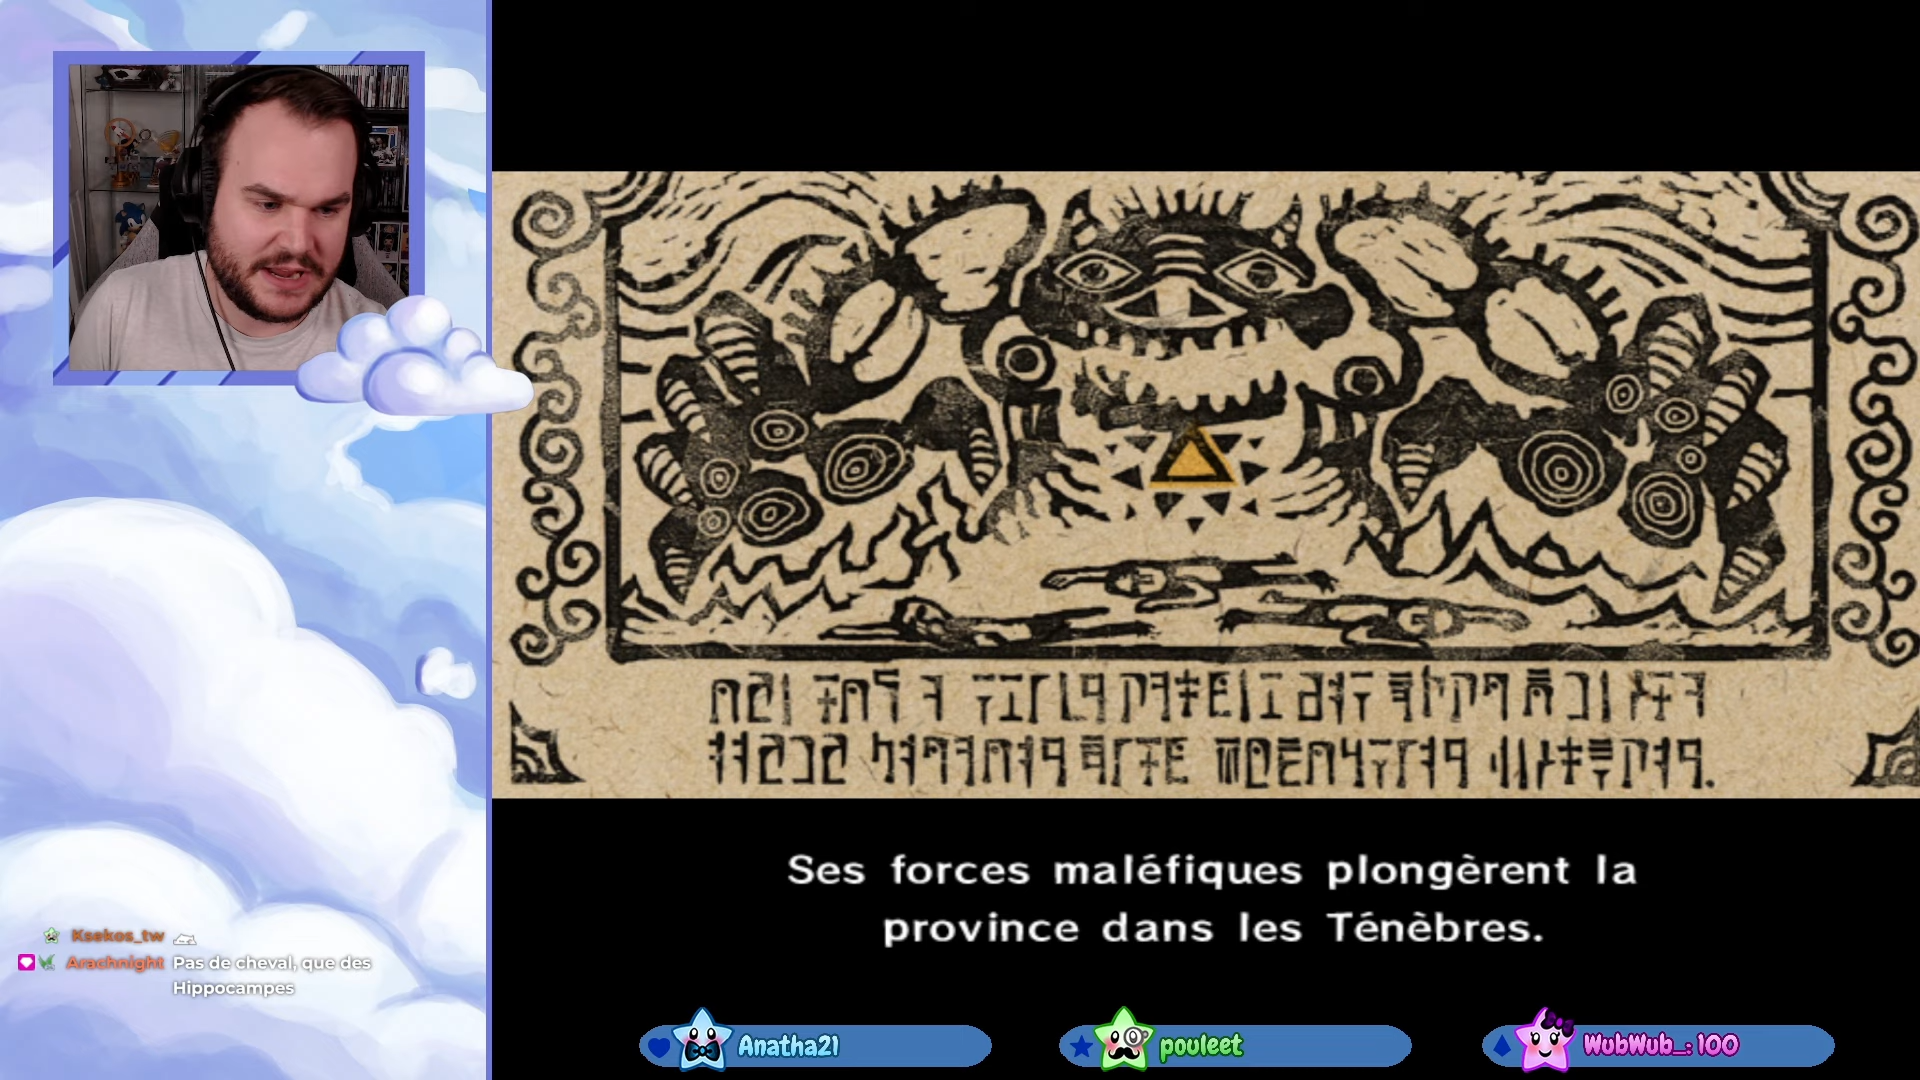 Ses forces maléfiques plongèrent la
province dans les Ténèbres.
Ksekos_tw
Arachnight Pas de cheval, que des
Hippocampes
Anatha21
pouleet
WubWub_: 100